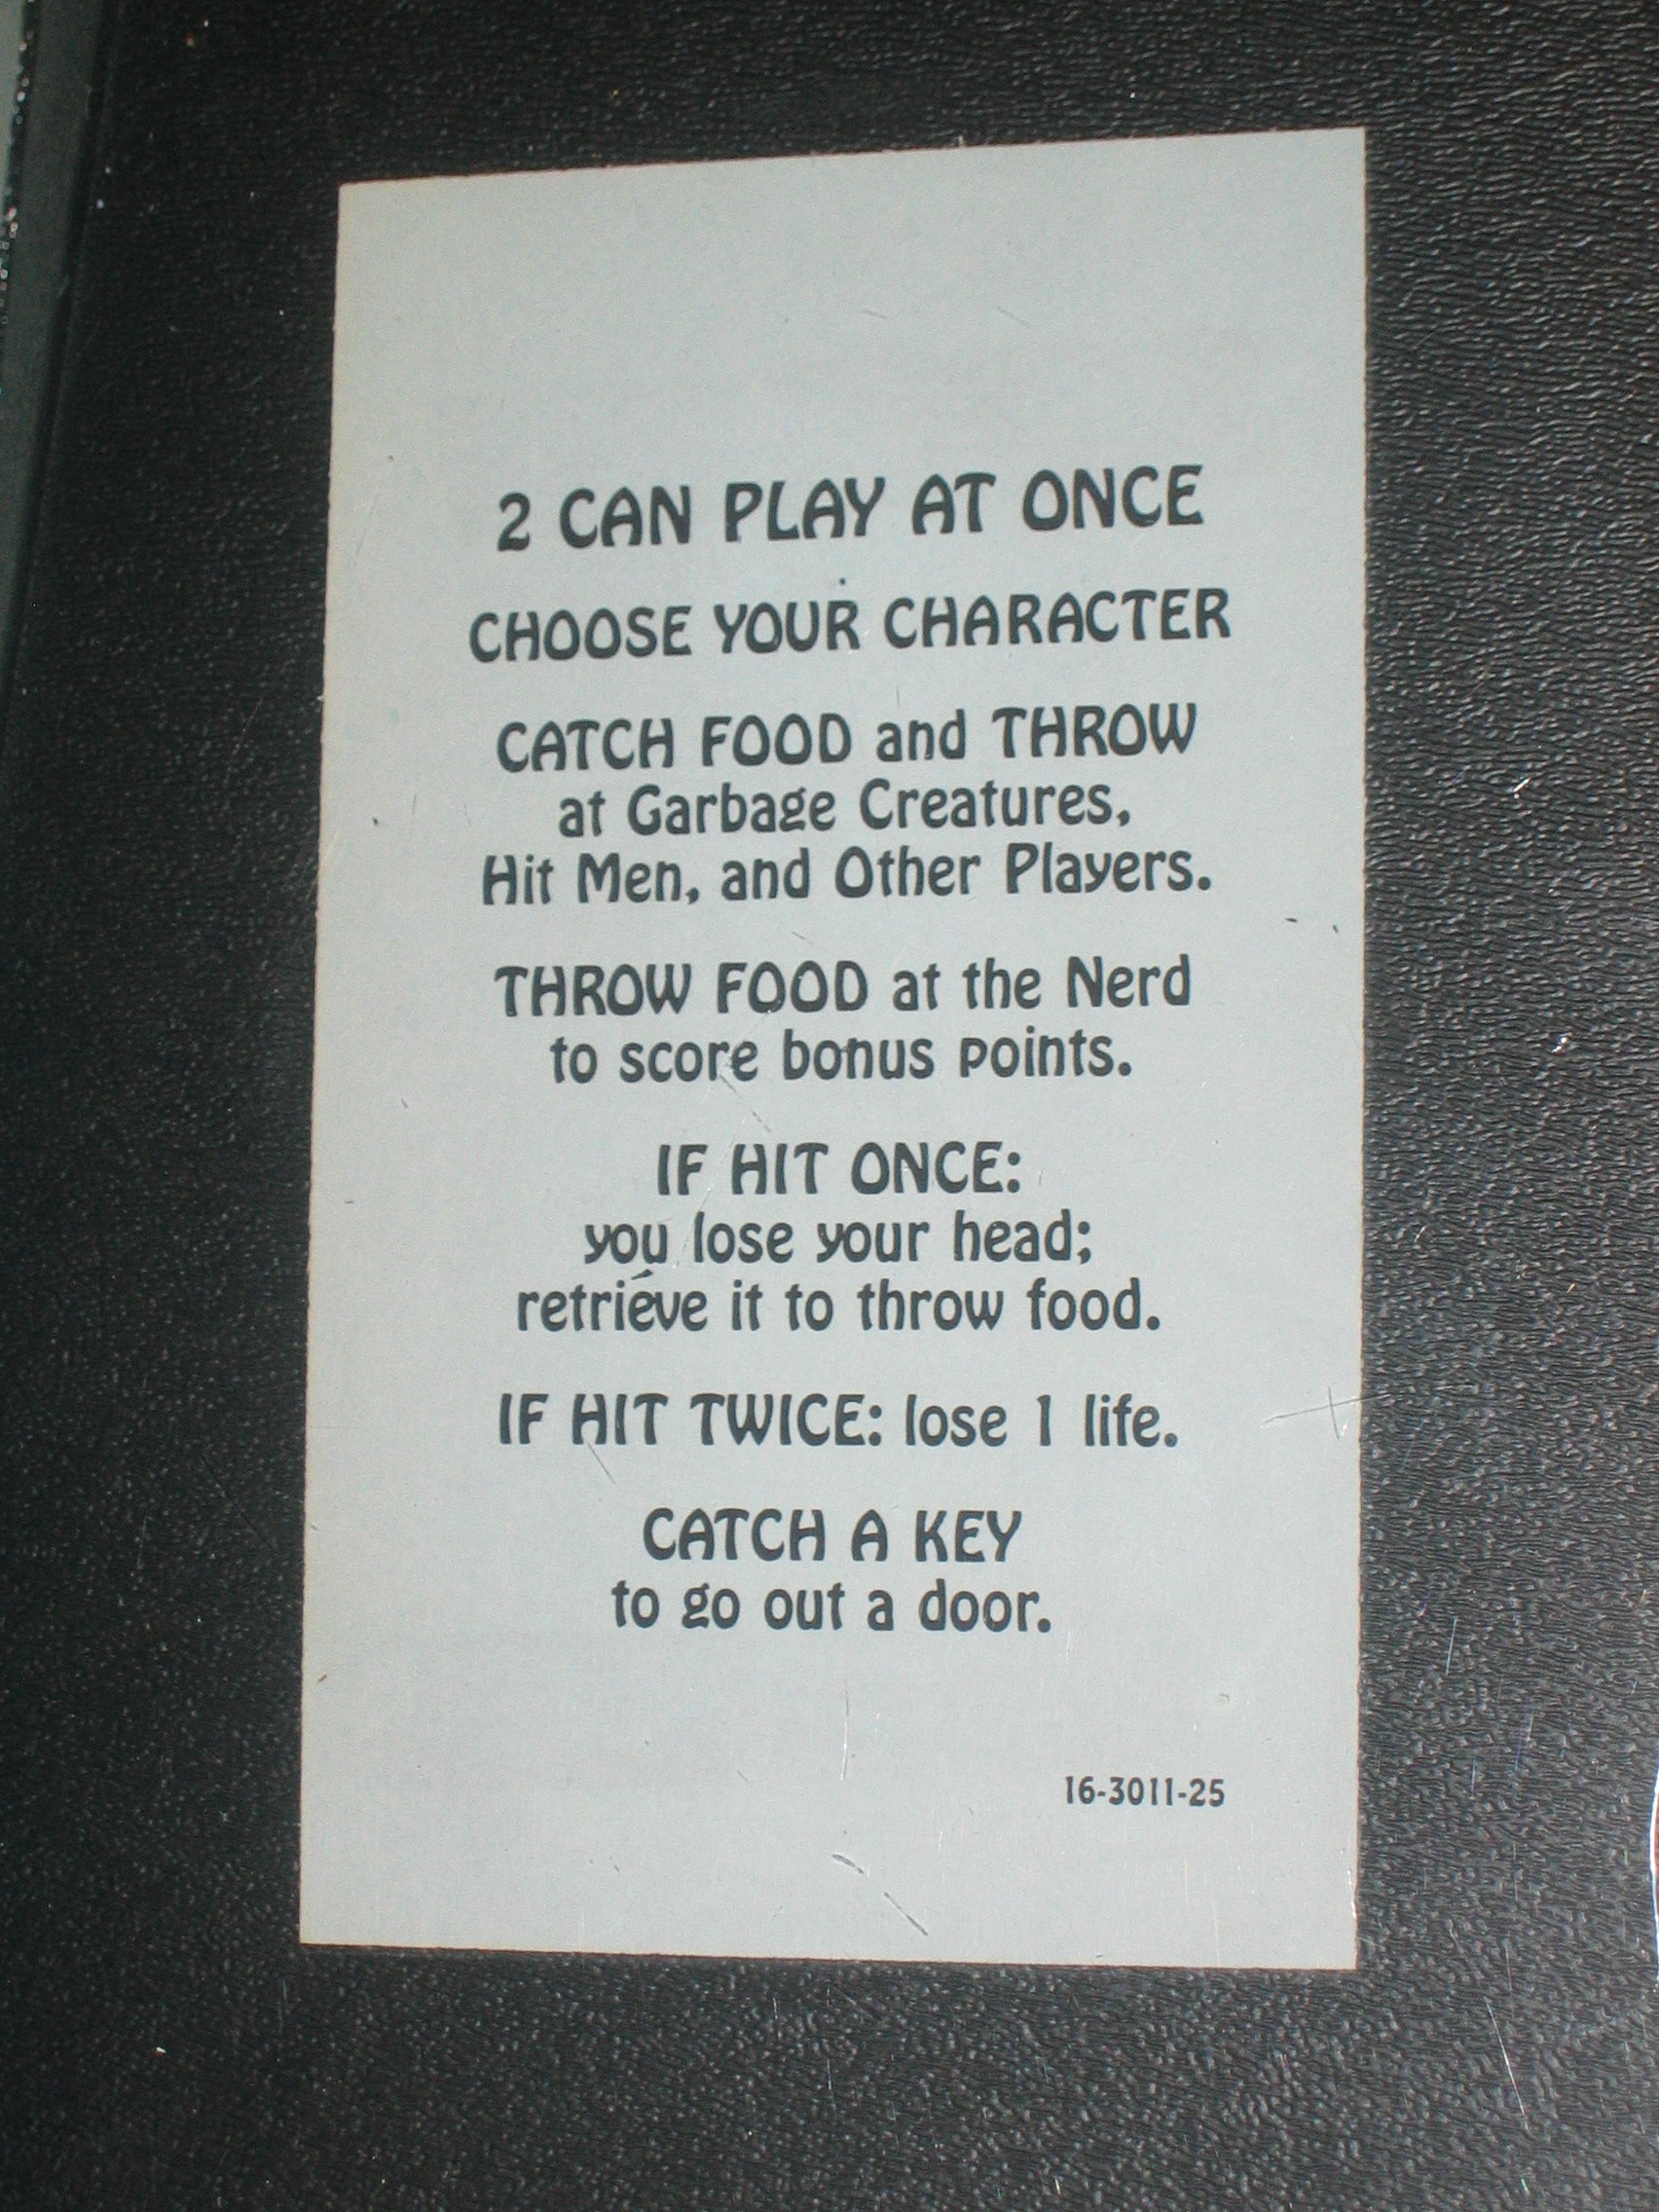 2 CAN PLAY AT ONCE
CHOOSE YOUR CHARACTER
CATCH FOOD and THROW
at Garbage Creatures,
Hit Men, and Other Players.
THROW FOOD at the Nerd
to score bonus points.
IF HIT ONCE:
you lose your head;
retrieve it to throw food.
IF HIT TWICE: lose 1 life.
CATCH A KEY
to go out a door.
16-3011-25